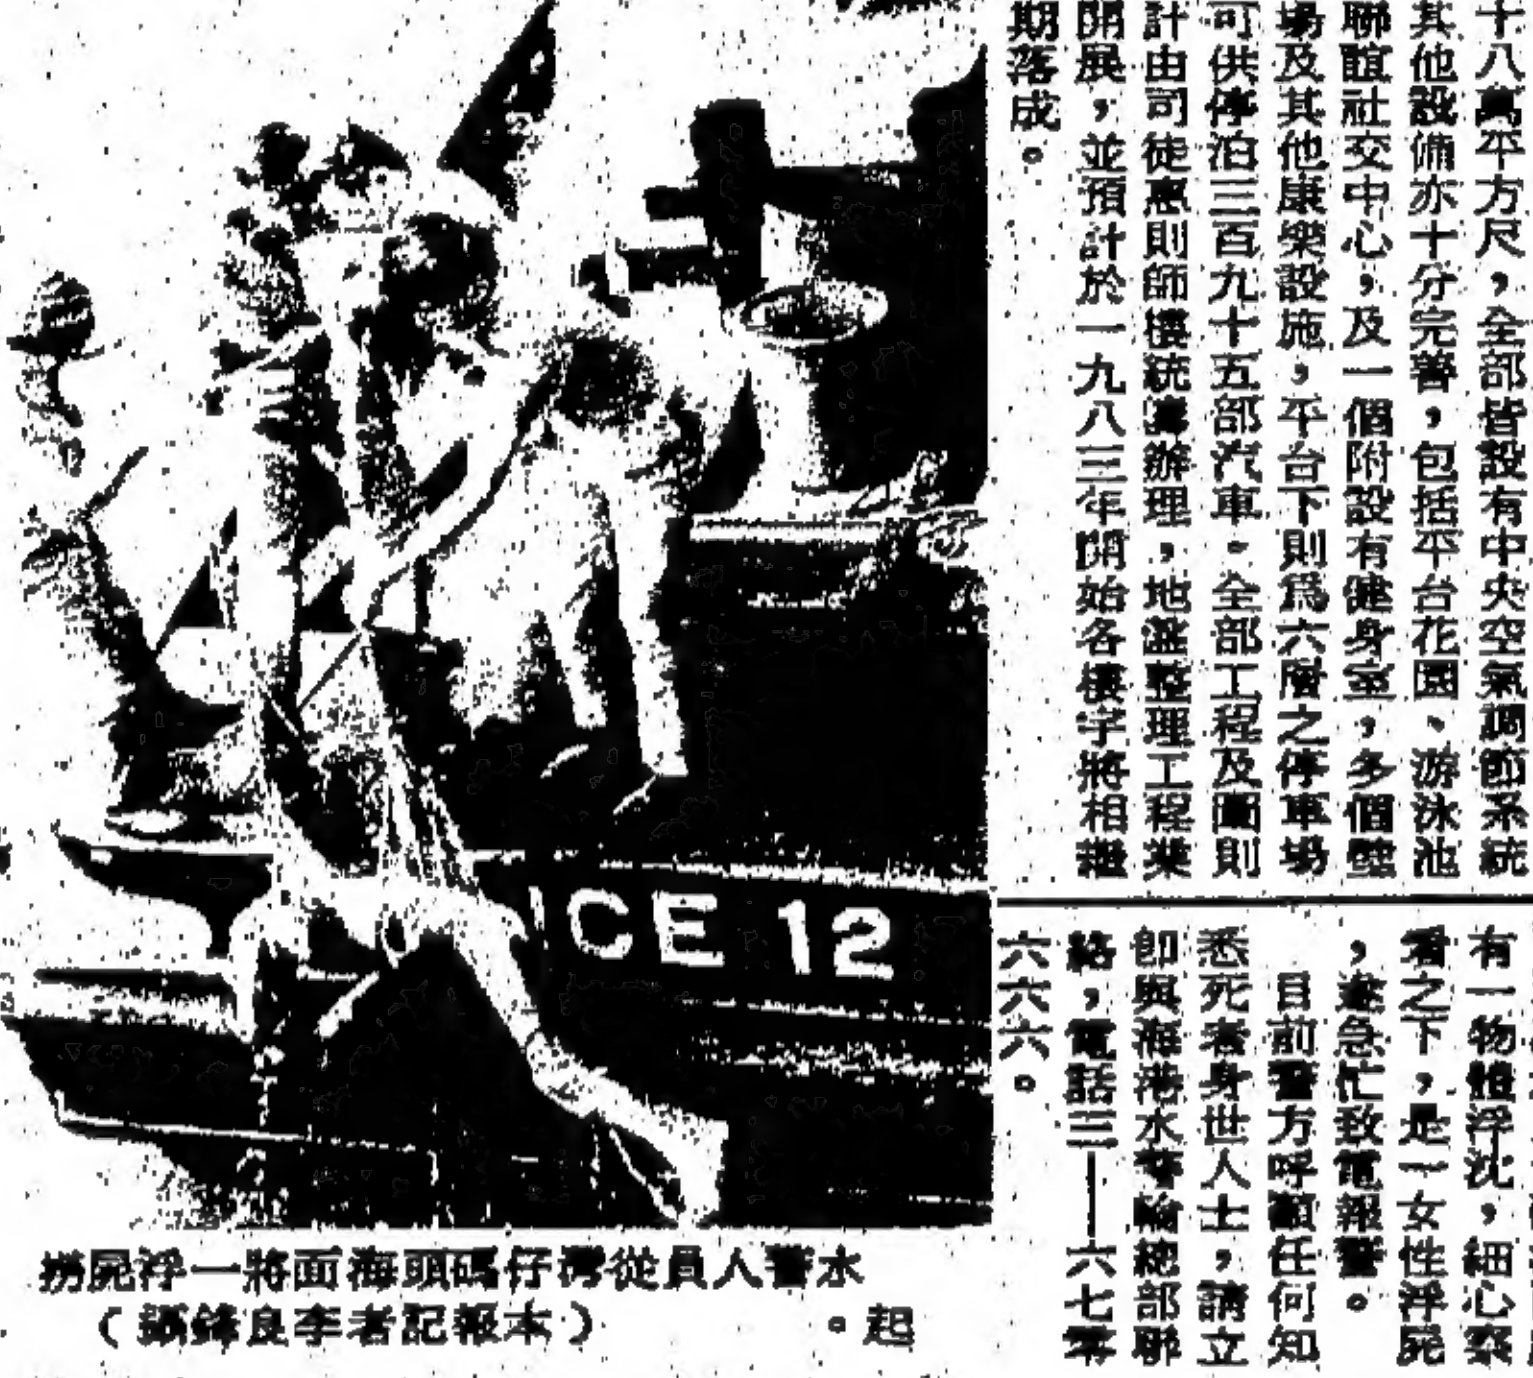 十八萬平方尺，全部皆設有中央空氣調節系統
其他設備亦十分完善，包括平台花園、游泳池
聯誼社交中心，及一個附設有健身室，多個壁
場及其他康樂設施，平台下則爲六層之停車場
可供停泊三百九十五部汽車。全部工程及圖則
計由司徒惠則師樓統籌辦理，地盤整理工程業
開展，並預計於一九八三年開始各樓宇將相繼
期落成。
有一物體浮沈，細心察
看之下，是一女性浮屍
，遂急忙致電報警。
目前警方呼籲任何知
悉死者身世人士，請立
卽與海港水警輪總部聯
絡，電話三——六七零
六六六。
ICE 12
水警人員從灣仔碼頭海面將一浮屍撈
起。
（本報記者李良鋒攝）